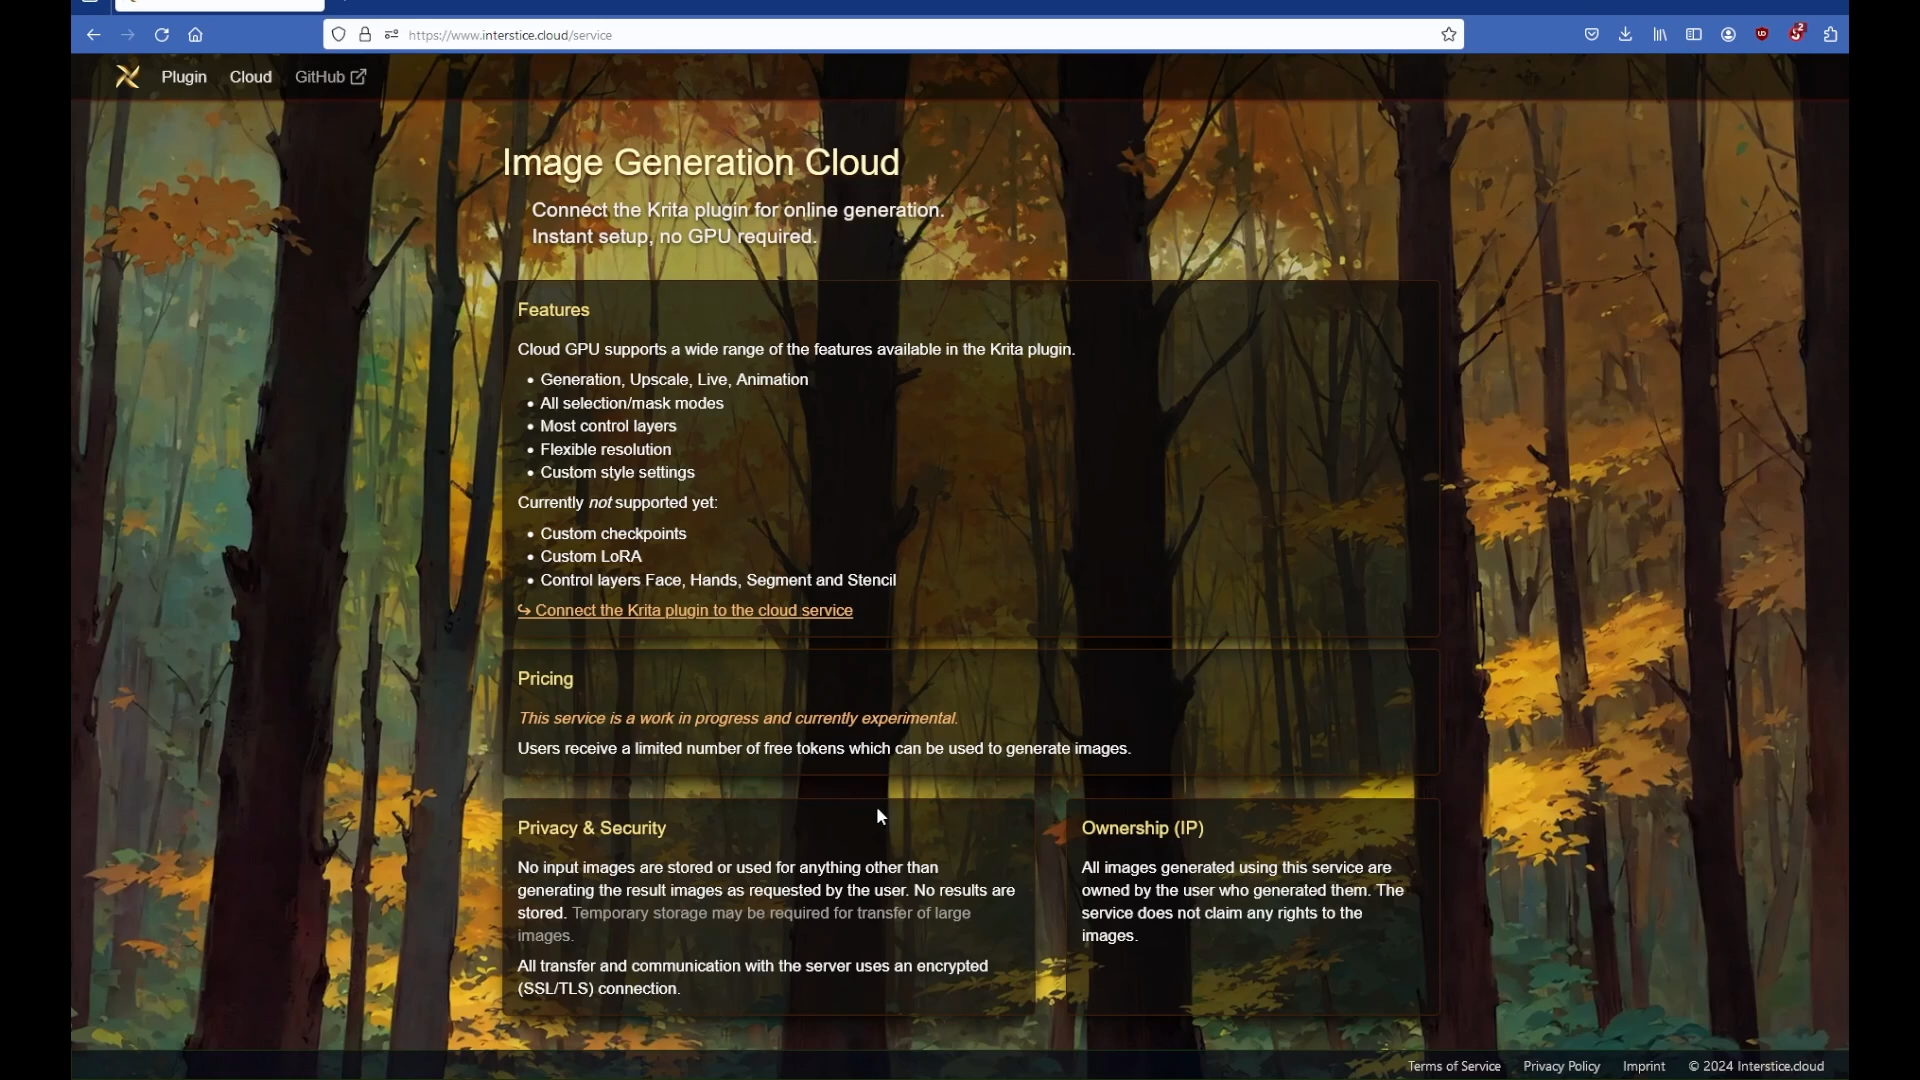 https://www.interstice.cloud/service
2
Plugin Cloud GitHub
Image Generation Cloud
Connect the Krita plugin for online generation.
Instant setup, no GPU required.
Features
Cloud GPU supports a wide range of the features available in the Krita plugin.
• Generation, Upscale, Live, Animation
• All selection/mask modes
• Most control layers
• Flexible resolution
• Custom style settings
Currently not supported yet:
• Custom checkpoints
• Custom LoRA
• Control layers Face, Hands, Segment and Stencil
↪ Connect the Krita plugin to the cloud service
Pricing
This service is a work in progress and currently experimental.
Users receive a limited number of free tokens which can be used to generate images.
Privacy & Security
No input images are stored or used for anything other than
generating the result images as requested by the user. No results are
stored. Temporary storage may be required for transfer of large
images.
All transfer and communication with the server uses an encrypted
(SSL/TLS) connection.
Ownership (IP)
All images generated using this service are
owned by the user who generated them. The
service does not claim any rights to the
images.
Terms of Service Privacy Policy Imprint © 2024 Interstice.cloud